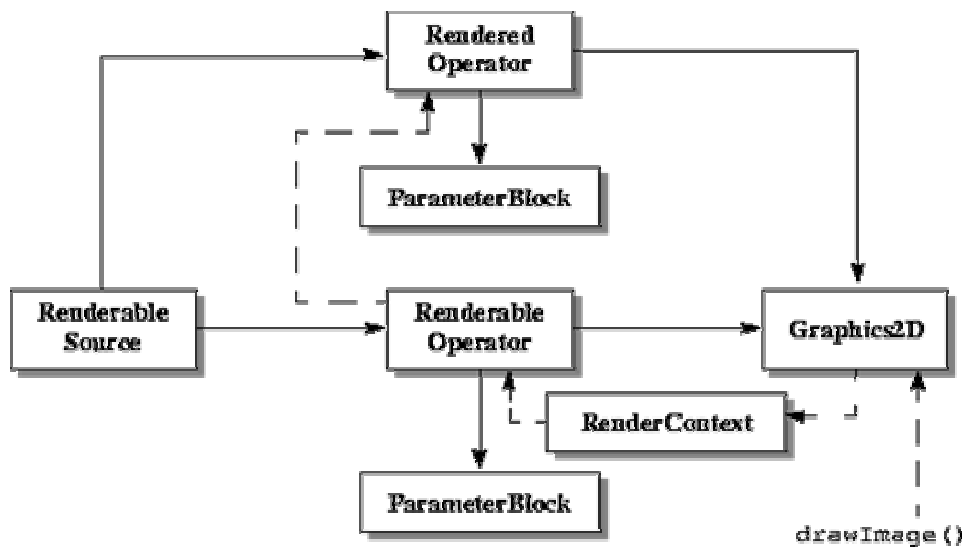 Rendered
Operator
ParameterBlock
Renderable
Source
Renderable
Operator
Graphics2D
RenderContext
ParameterBlock
drawImage()